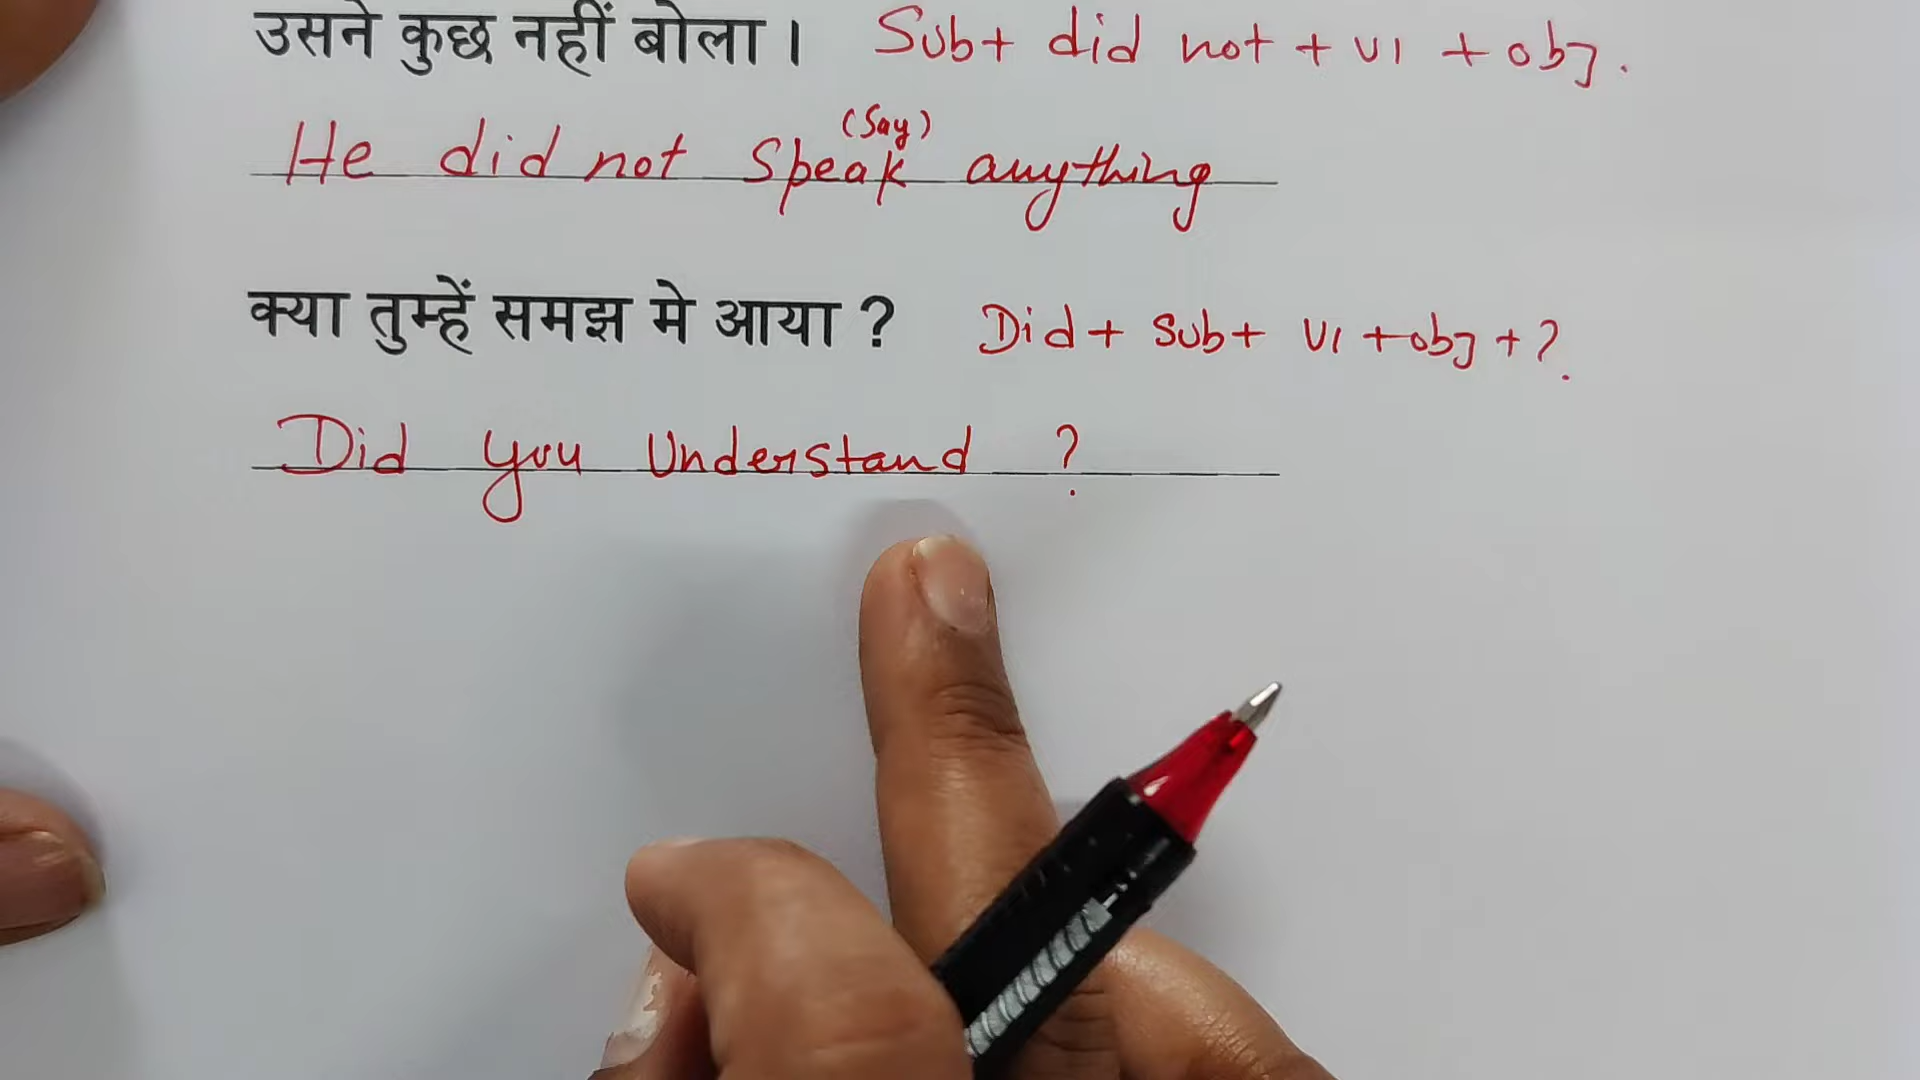 उसने कुछ नहीं बोला । Sub+ did not + v1 + obj.
(Say)
He did not Speak anything
क्या तुम्हें समझ मे आया ? Did+ Sub+ v1 +obj +?
Did you Understand ?